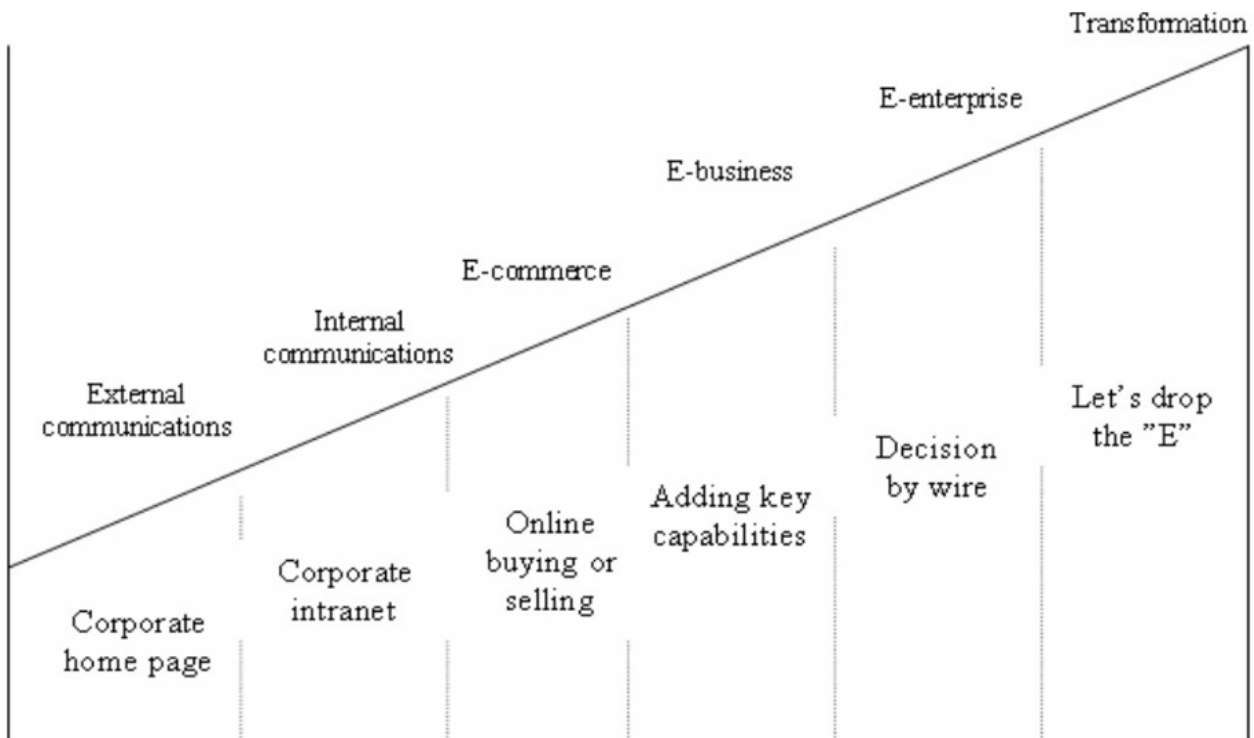 Transformation
E-enterprise
E-business
E-commerce
Internal
communications
External
communications
Let's drop
the ”E”
Decision
by wire
Adding key
capabilities
Online
buying or
selling
Corporate
intranet
Corporate
home page